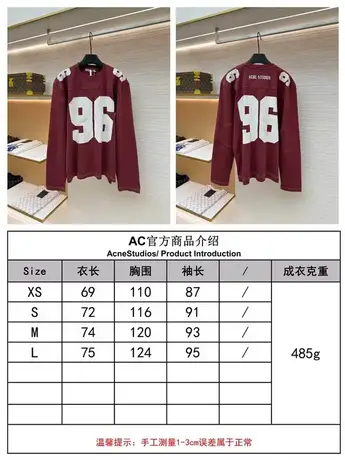 96
ACNE STUDIOS
96
AC官方商品介绍
AcneStudios/ Product Introduction
Size 衣长 胸围 袖长 / 成衣克重
XS 69 110 87 /
S 72 116 91 /
M 74 120 93 /
L 75 124 95 / 485g
温馨提示：手工测量1-3cm误差属于正常